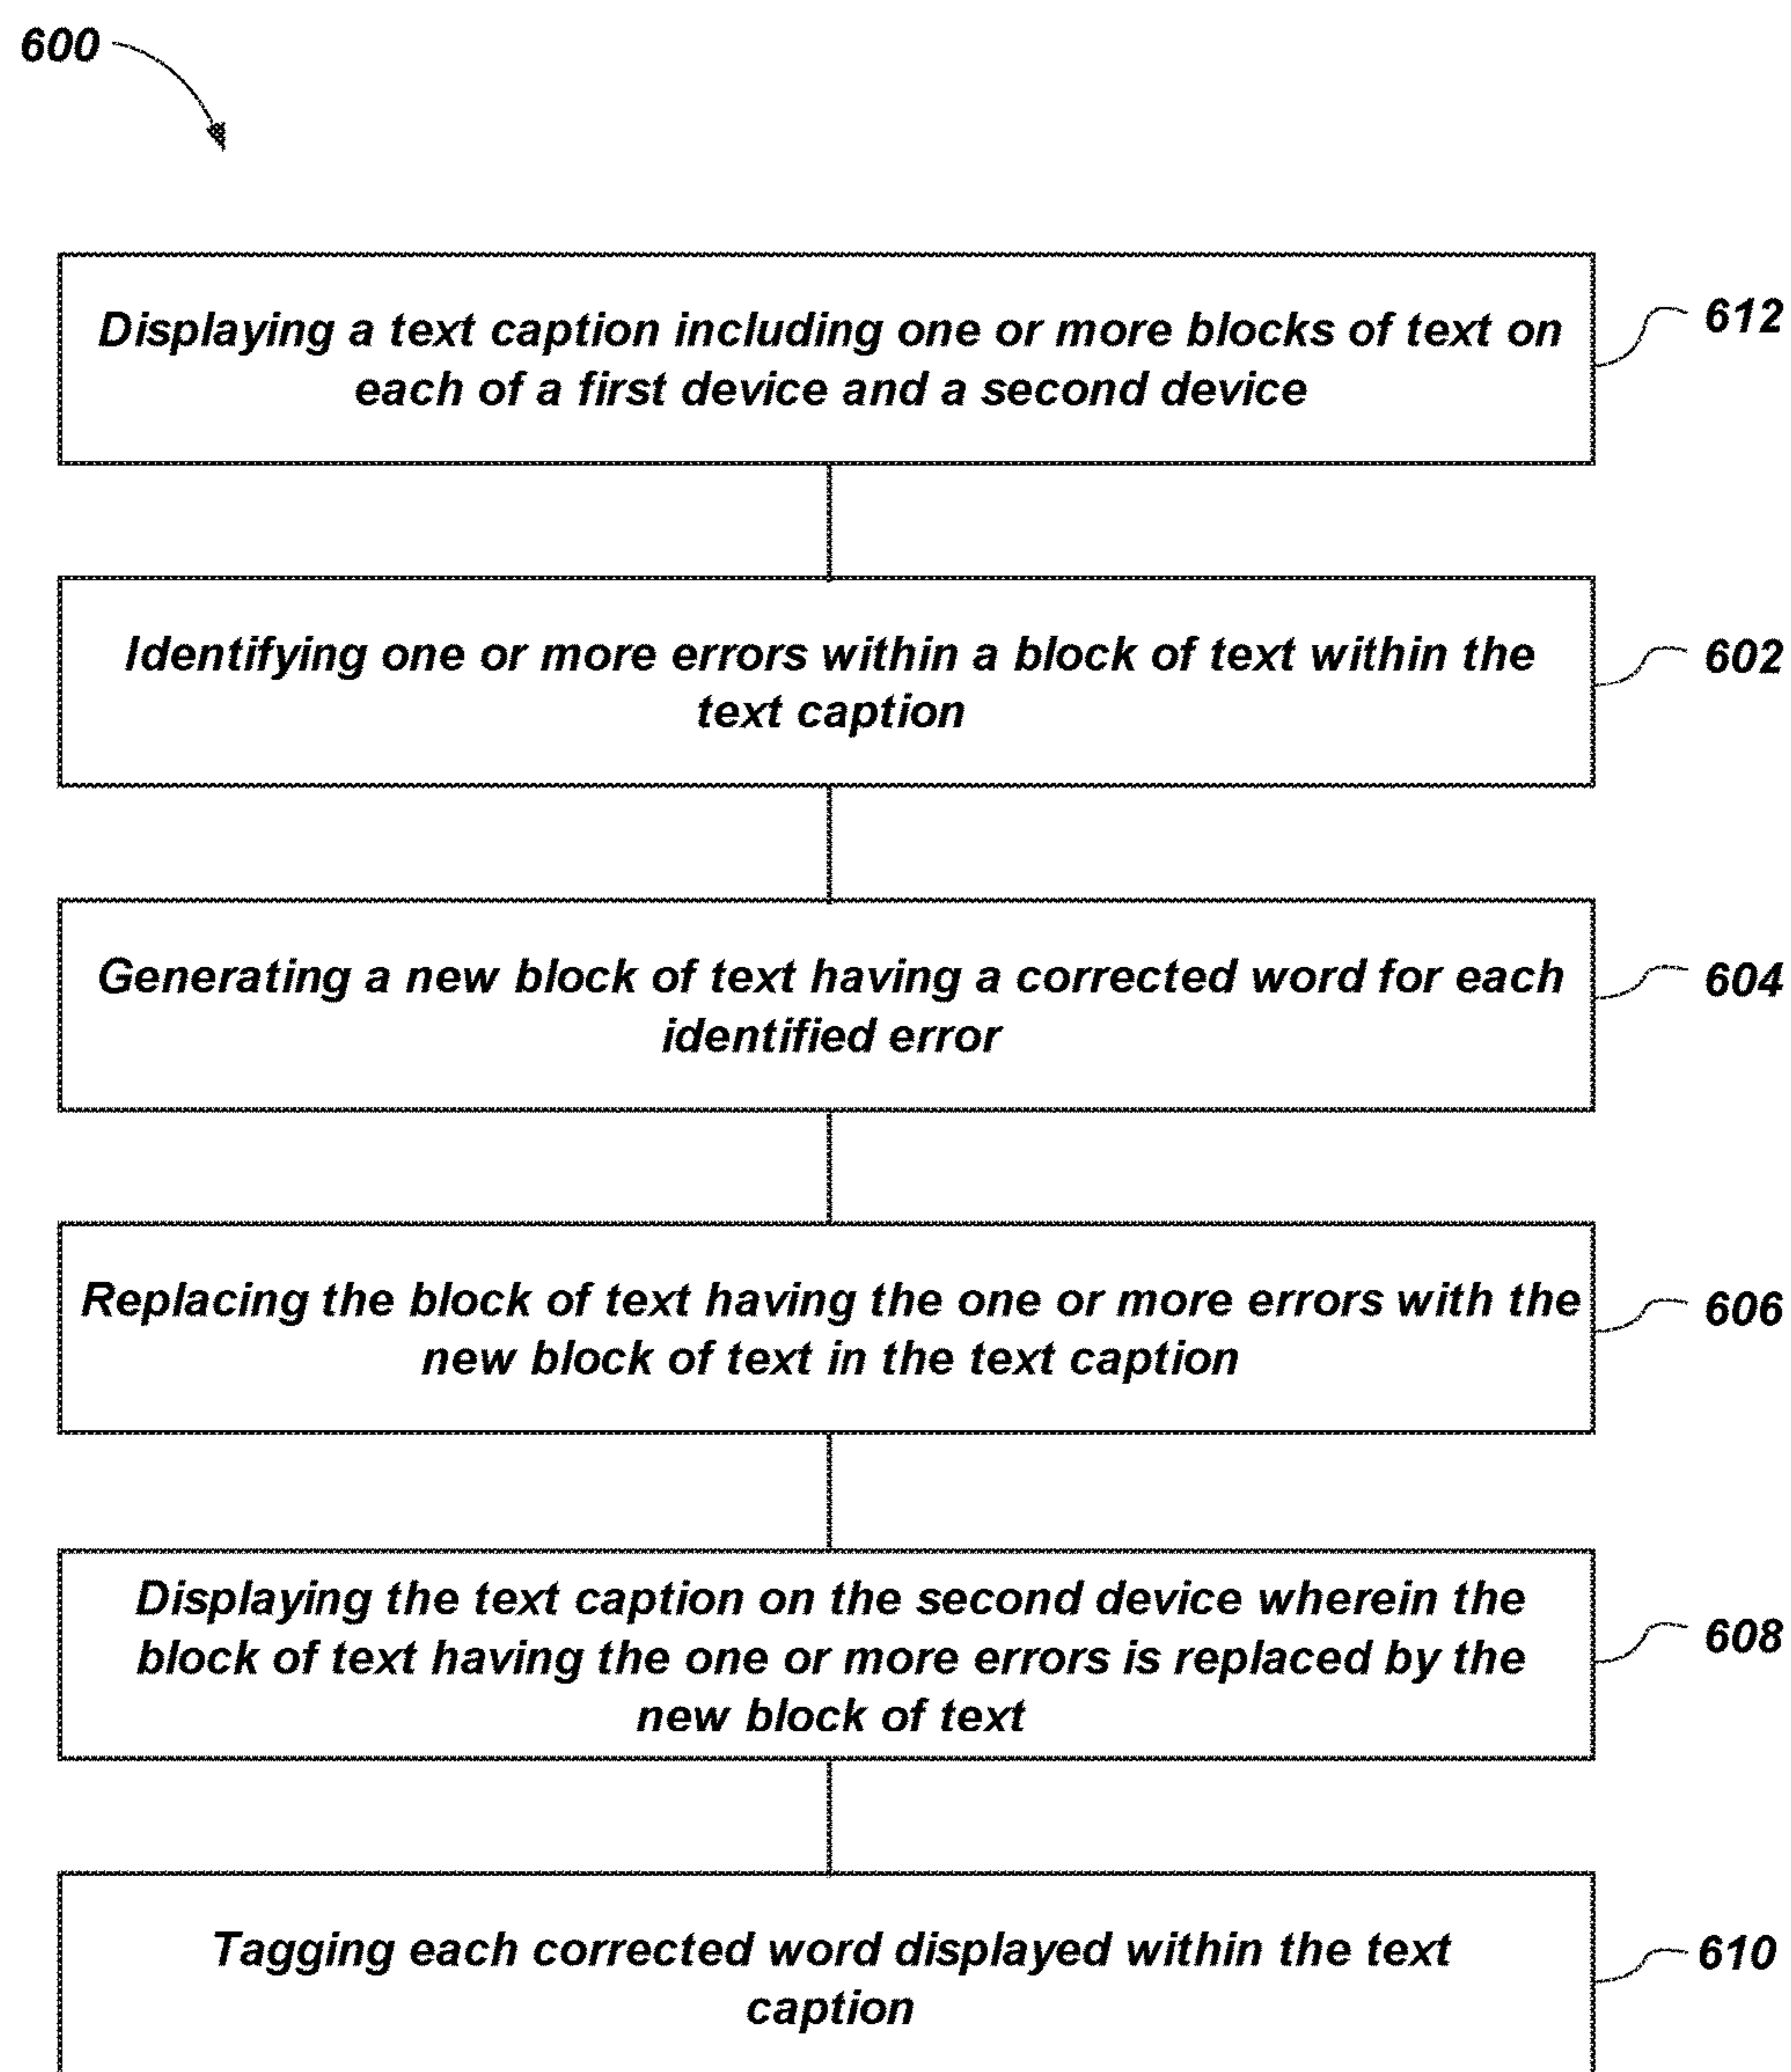 600
Displaying a text caption including one or more blocks of text on
each of a first device and a second device
612
Identifying one or more errors within a block of text within the
text caption
602
Generating a new block of text having a corrected word for each
identified error
604
Replacing the block of text having the one or more errors with the
new block of text in the text caption
606
Displaying the text caption on the second device wherein the
block of text having the one or more errors is replaced by the
new block of text
608
Tagging each corrected word displayed within the text
caption
610